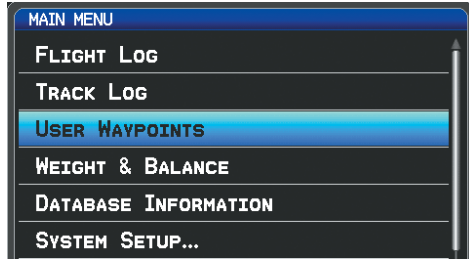 MAIN MENU
FLIGHT LOG
TRACK LOG
USER WAYPOINTS
WEIGHT & BALANCE
DATABASE INFORMATION
SYSTEM SETUP...